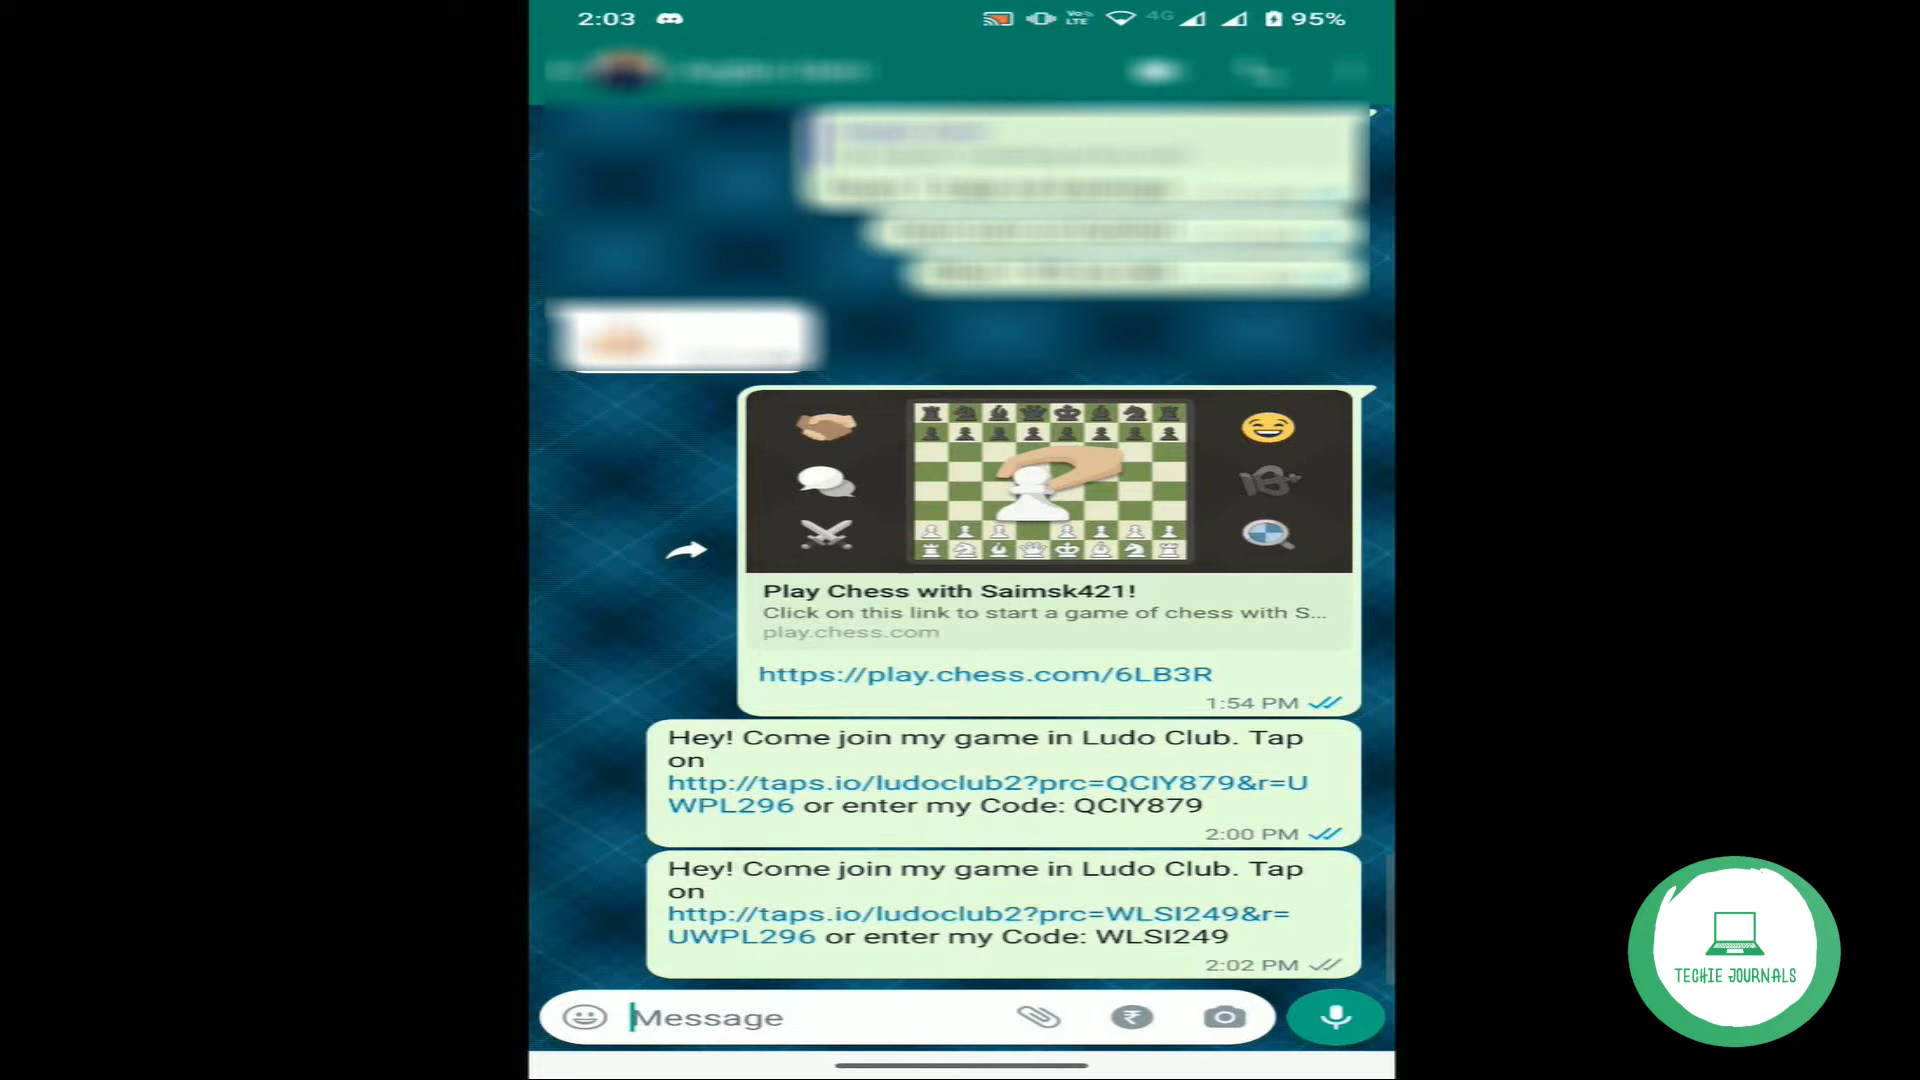 2:03
Vo
LTE
4G
95%
Play Chess with Saimsk421!
Click on this link to start a game of chess with S...
play.chess.com
https://play.chess.com/6LB3R
1:54 PM
Hey! Come join my game in Ludo Club. Tap
on
http://taps.io/ludoclub2?prc=QCIY879&r=U
WPL296 or enter my Code: QCIY879
2:00 PM
Hey! Come join my game in Ludo Club. Tap
on
http://taps.io/ludoclub2?prc=WLSI249&r=
UWPL296 or enter my Code: WLSI249
2:02 PM
Message
₹
TECHIE JOURNALS